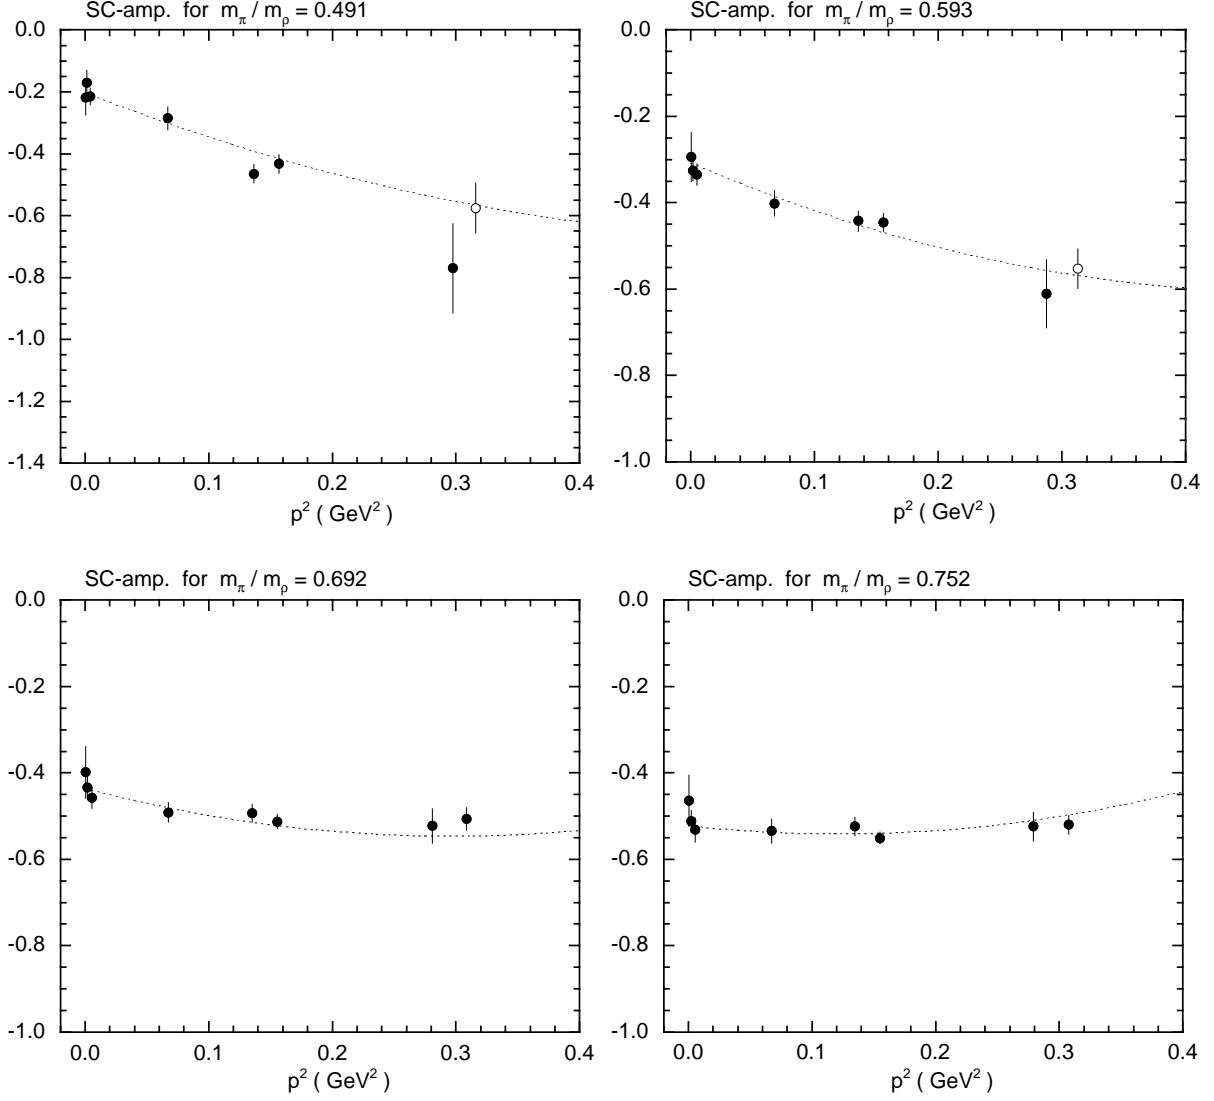 SC-amp. for m_π / m_ρ = 0.491
0.0
-0.2
-0.4
-0.6
-0.8
-1.0
-1.2
-1.4
0.0 0.1 0.2 0.3 0.4
p² ( GeV² )
SC-amp. for m_π / m_ρ = 0.593
0.0
-0.2
-0.4
-0.6
-0.8
-1.0
0.0 0.1 0.2 0.3 0.4
p² ( GeV² )
SC-amp. for m_π / m_ρ = 0.692
0.0
-0.2
-0.4
-0.6
-0.8
-1.0
0.0 0.1 0.2 0.3 0.4
p² ( GeV² )
SC-amp. for m_π / m_ρ = 0.752
0.0
-0.2
-0.4
-0.6
-0.8
-1.0
0.0 0.1 0.2 0.3 0.4
p² ( GeV² )